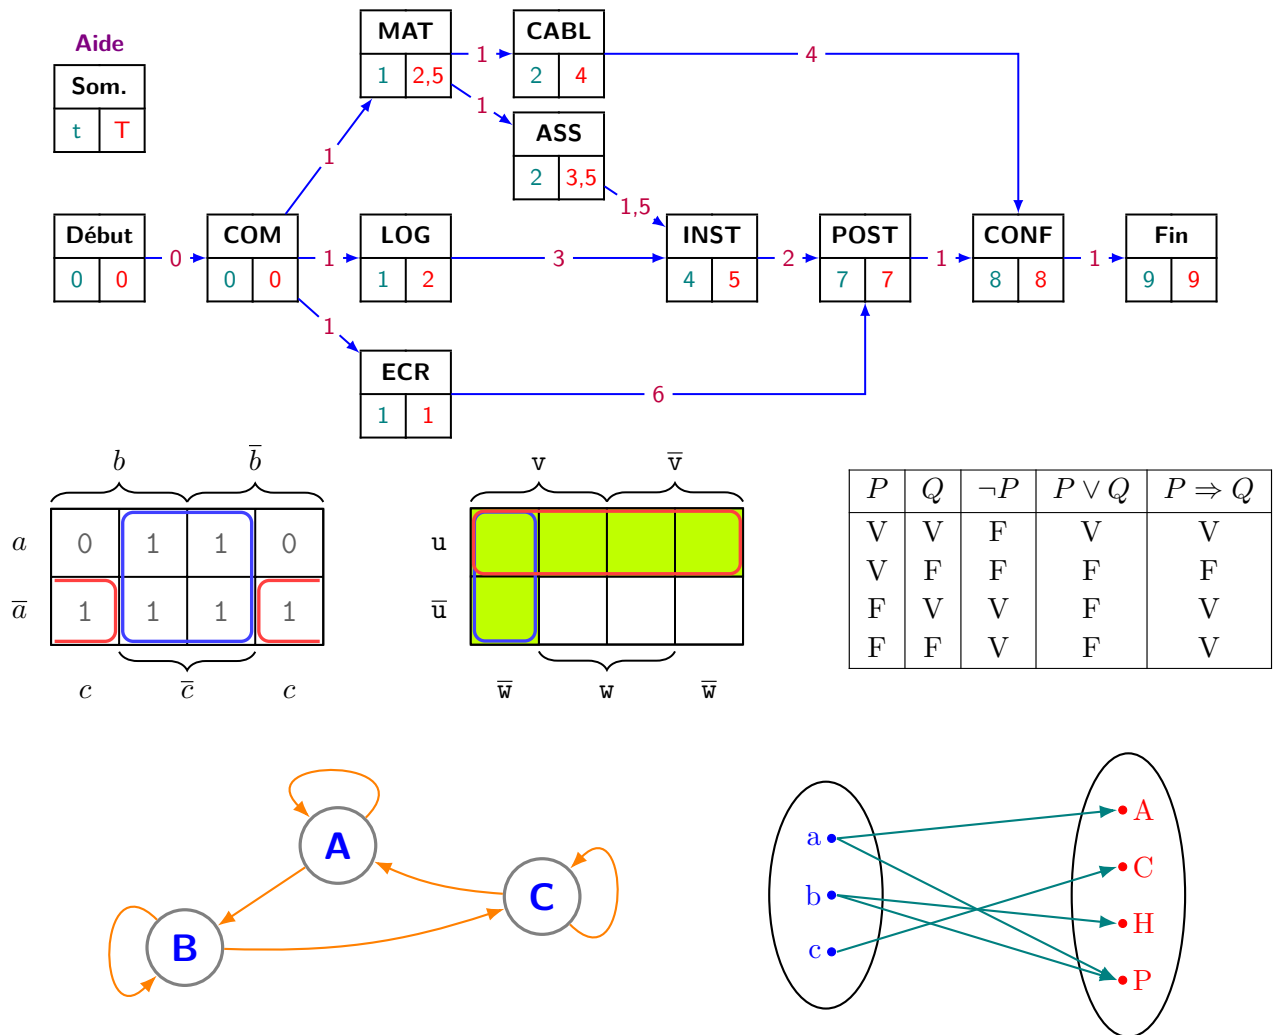 Aide
Som.
t T
MAT
1 2,5
1
CABL
2 4
4
1
ASS
2 3,5
1,5
1
Début
0 0
0
COM
0 0
1
LOG
1 2
3
INST
4 5
2
POST
7 7
1
CONF
8 8
1
Fin
9 9
1
ECR
1 1
6
b b̅
a 0 1 1 0
a̅ 1 1 1 1
c c̅ c
v v̅
u
u̅
w̅ w w̅
P Q ¬P P ∨ Q P ⇒ Q
V V F V V
V F F F F
F V V F V
F F V F V
A
B
C
a
b
c
A
C
H
P